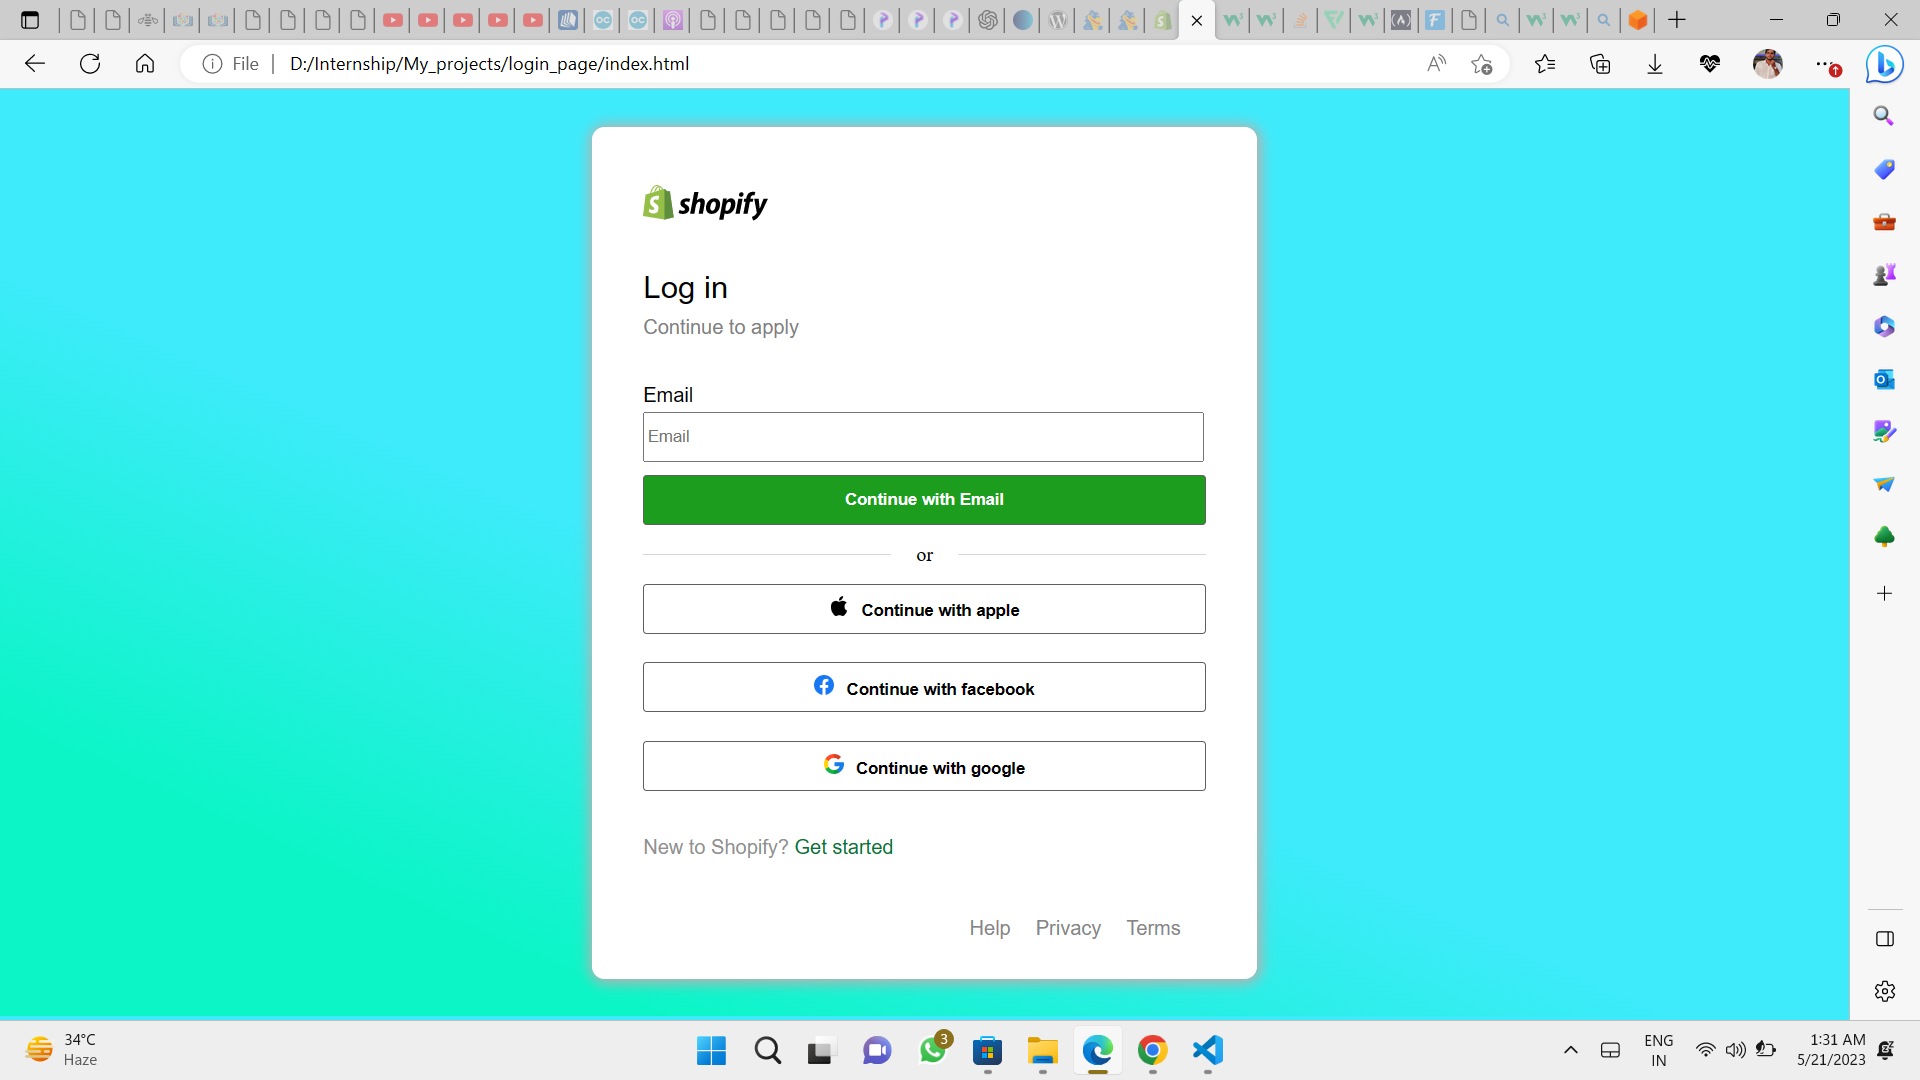 File
D:/Internship/My_projects/login_page/index.html
shopify
Log in
Continue to apply
Email
Email
Continue with Email
or
Continue with apple
Continue with facebook
Continue with google
New to Shopify? Get started
Help Privacy Terms
34°C
Haze
3
ENG
IN
1:31 AM
5/21/2023